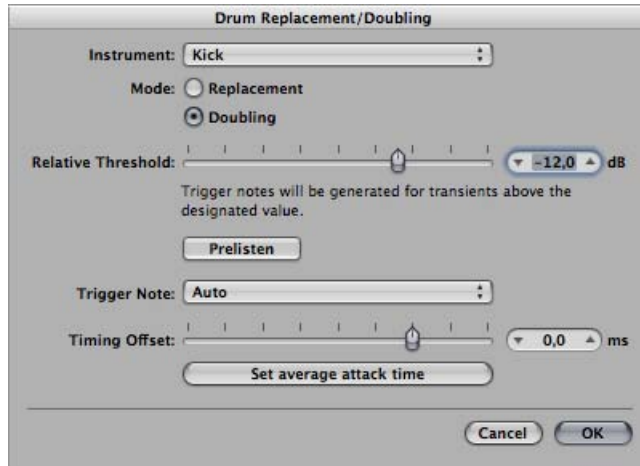 Drum Replacement/Doubling
Instrument: Kick
Mode: Replacement
Doubling
Relative Threshold: -12,0 dB
Trigger notes will be generated for transients above the
designated value.
Prelisten
Trigger Note: Auto
Timing Offset: 0,0 ms
Set average attack time
Cancel OK